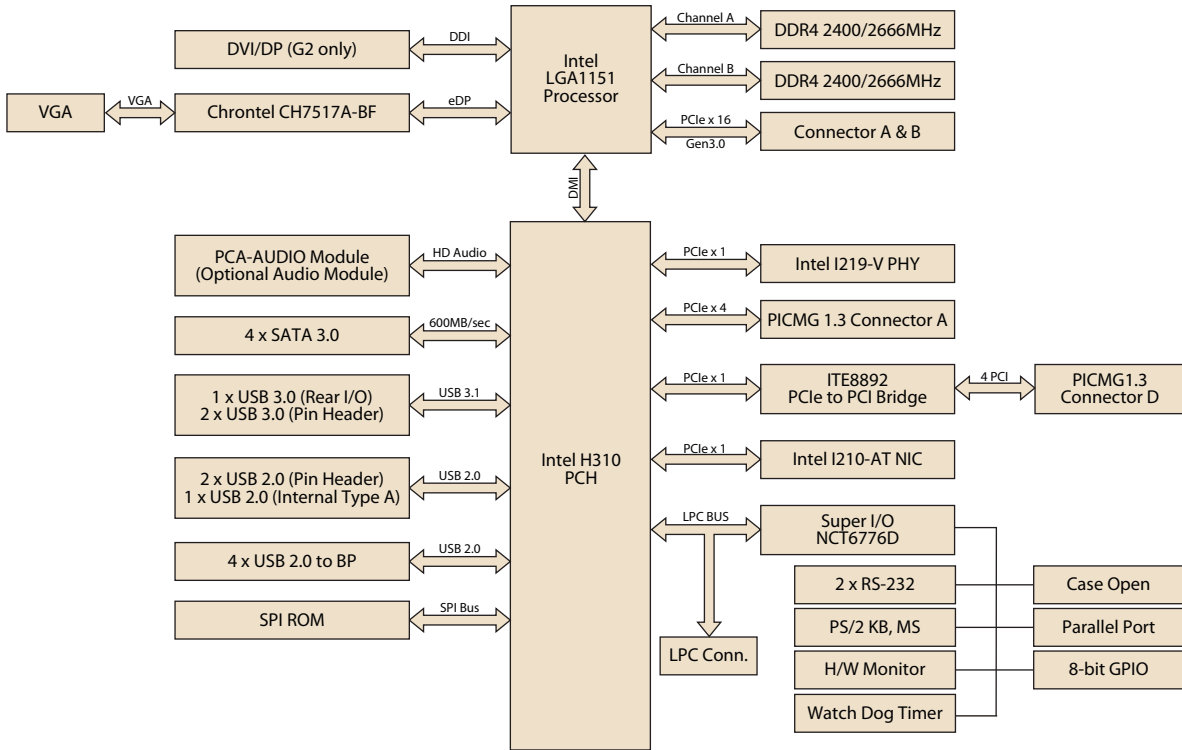 DVI/DP (G2 only)
DDI
Intel
LGA1151
Processor
Channel A
DDR4 2400/2666MHz
Channel B
DDR4 2400/2666MHz
VGA
VGA
Chrontel CH7517A-BF
eDP
PCIe x 16
Gen3.0
Connector A & B
DMI
PCA-AUDIO Module
(Optional Audio Module)
HD Audio
4 x SATA 3.0
600MB/sec
1 x USB 3.0 (Rear I/O)
2 x USB 3.0 (Pin Header)
USB 3.1
2 x USB 2.0 (Pin Header)
1 x USB 2.0 (Internal Type A)
USB 2.0
4 x USB 2.0 to BP
USB 2.0
SPI ROM
SPI Bus
Intel H310
PCH
PCIe x 1
Intel I219-V PHY
PCIe x 4
PICMG 1.3 Connector A
PCIe x 1
ITE8892
PCIe to PCI Bridge
4 PCI
PICMG1.3
Connector D
PCIe x 1
Intel I210-AT NIC
LPC BUS
Super I/O
NCT6776D
LPC Conn.
2 x RS-232
Case Open
PS/2 KB, MS
Parallel Port
H/W Monitor
8-bit GPIO
Watch Dog Timer